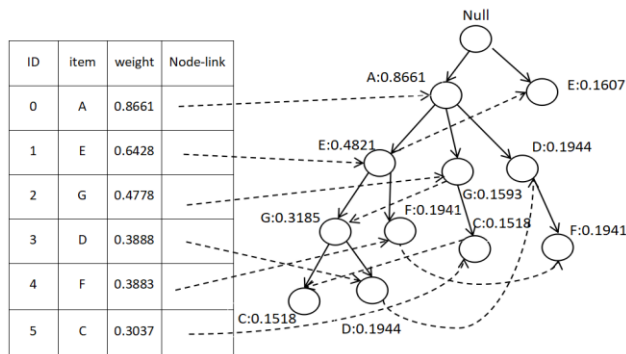 Null
ID item weight Node-link
0 A 0.8661
1 E 0.6428
2 G 0.4778
3 D 0.3888
4 F 0.3883
5 C 0.3037
A:0.8661
E:0.1607
E:0.4821
D:0.1944
G:0.1593
G:0.3185
F:0.1941
C:0.1518
F:0.1941
C:0.1518
D:0.1944